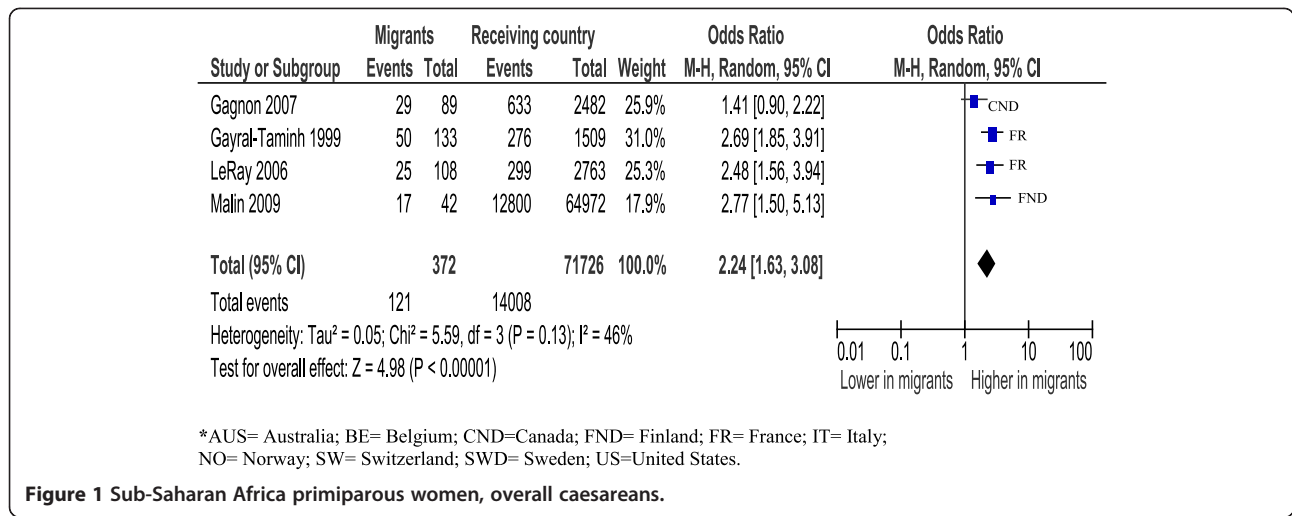 Migrants Receiving country Odds Ratio Odds Ratio
Study or Subgroup Events Total Events Total Weight M-H, Random, 95% CI M-H, Random, 95% CI
Gagnon 2007 29 89 633 2482 25.9% 1.41 [0.90, 2.22] CND
Gayral-Taminh 1999 50 133 276 1509 31.0% 2.69 [1.85, 3.91] FR
LeRay 2006 25 108 299 2763 25.3% 2.48 [1.56, 3.94] FR
Malin 2009 17 42 12800 64972 17.9% 2.77 [1.50, 5.13] FND
Total (95% CI) 372 71726 100.0% 2.24 [1.63, 3.08]
Total events 121 14008
Heterogeneity: Tau² = 0.05; Chi² = 5.59, df = 3 (P = 0.13); I² = 46%
Test for overall effect: Z = 4.98 (P < 0.00001)
0.01 0.1 1 10 100
Lower in migrants Higher in migrants
*AUS= Australia; BE= Belgium; CND=Canada; FND= Finland; FR= France; IT= Italy;
NO= Norway; SW= Switzerland; SWD= Sweden; US=United States.
Figure 1 Sub-Saharan Africa primiparous women, overall caesareans.